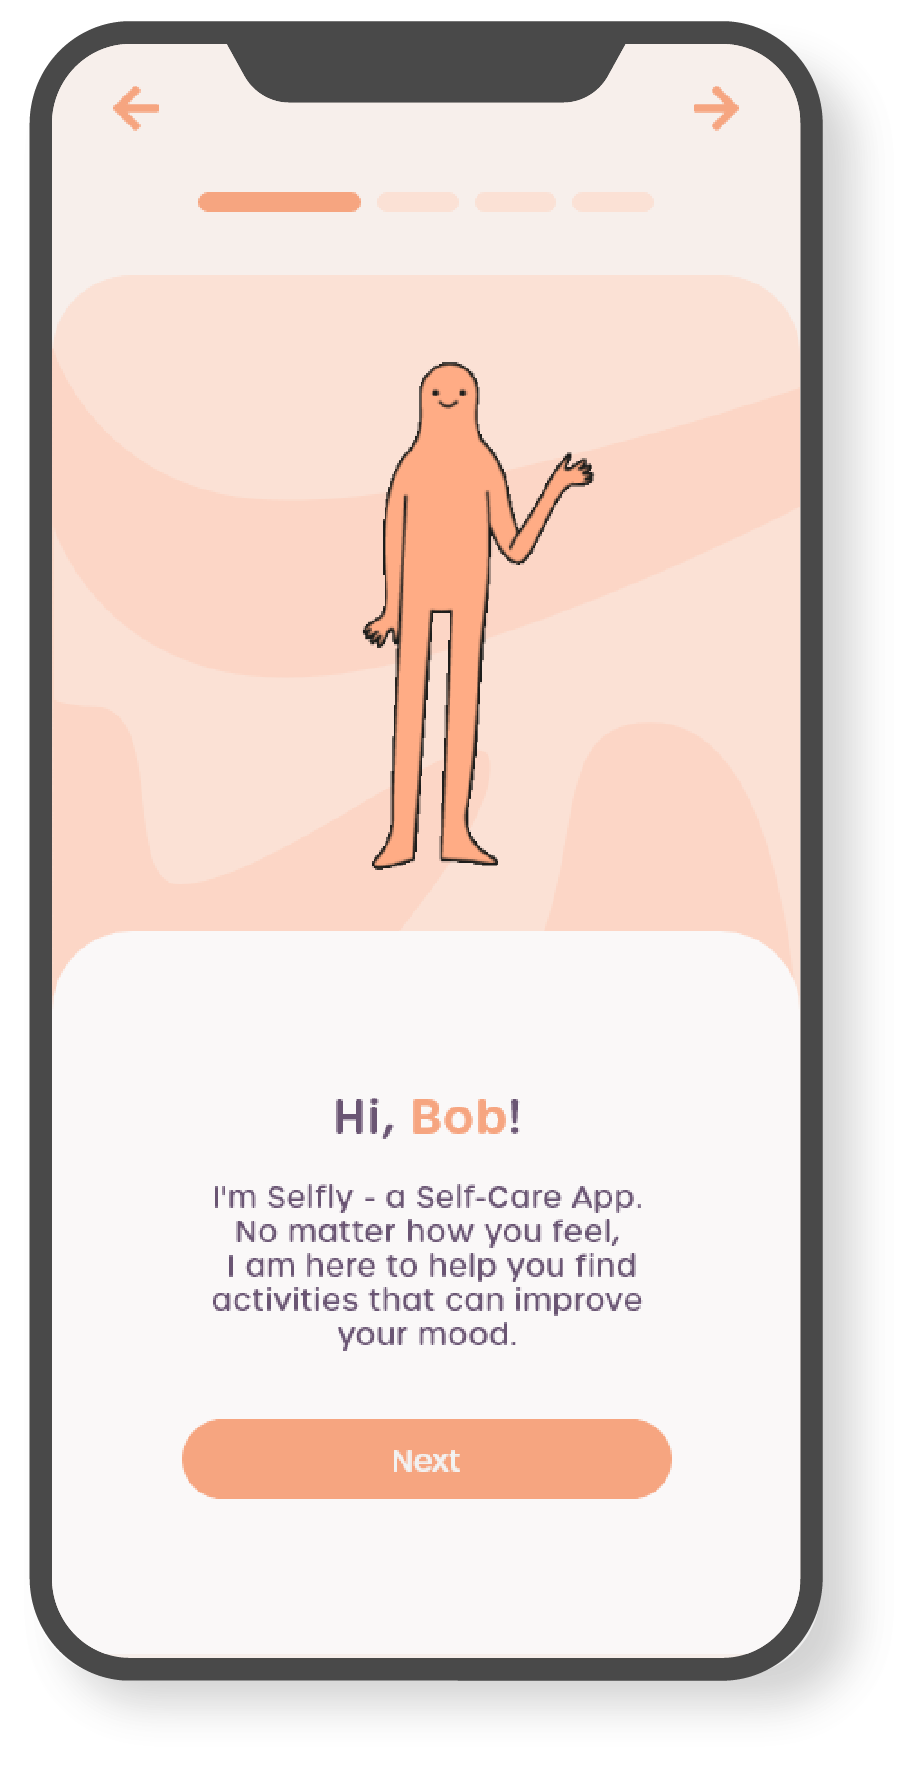 Hi, Bob!
I'm Selfly - a Self-Care App.
No matter how you feel,
I am here to help you find
activities that can improve
your mood.
Next